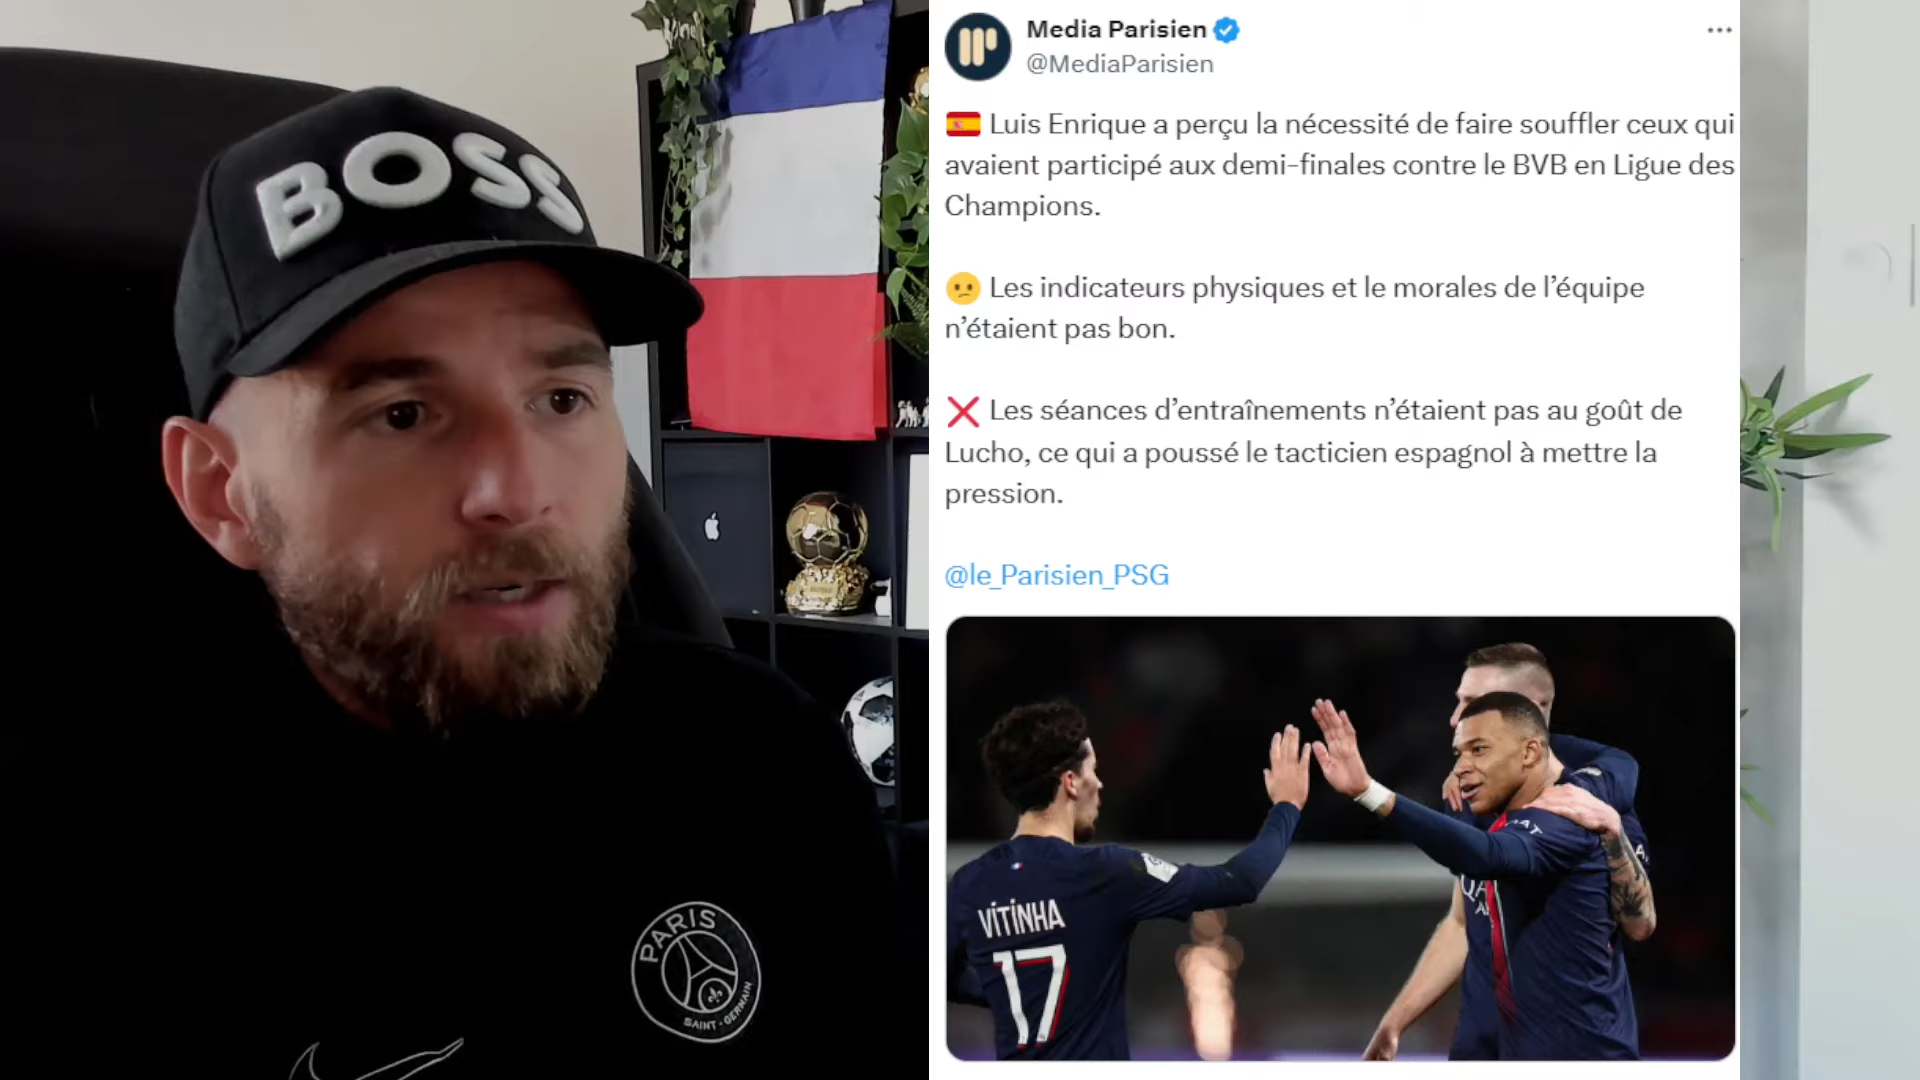 BOSS
PARIS
SAINT-GERMAIN
Media Parisien
@MediaParisien
Luis Enrique a perçu la nécessité de faire souffler ceux qui
avaient participé aux demi-finales contre le BVB en Ligue des
Champions.
Les indicateurs physiques et le morales de l’équipe
n’étaient pas bon.
Les séances d’entraînements n’étaient pas au goût de
Lucho, ce qui a poussé le tacticien espagnol à mettre la
pression.
@le_Parisien_PSG
VITINHA
17